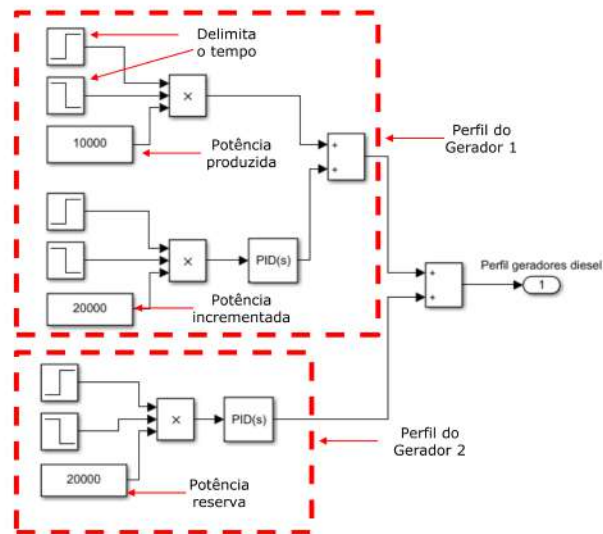 Delimita
o tempo
×
10000
Potência
produzida
+
+
Perfil do
Gerador 1
×
PID(s)
20000
Potência
incrementada
+
+
Perfil geradores diesel
1
×
PID(s)
20000
Potência
reserva
Perfil do
Gerador 2